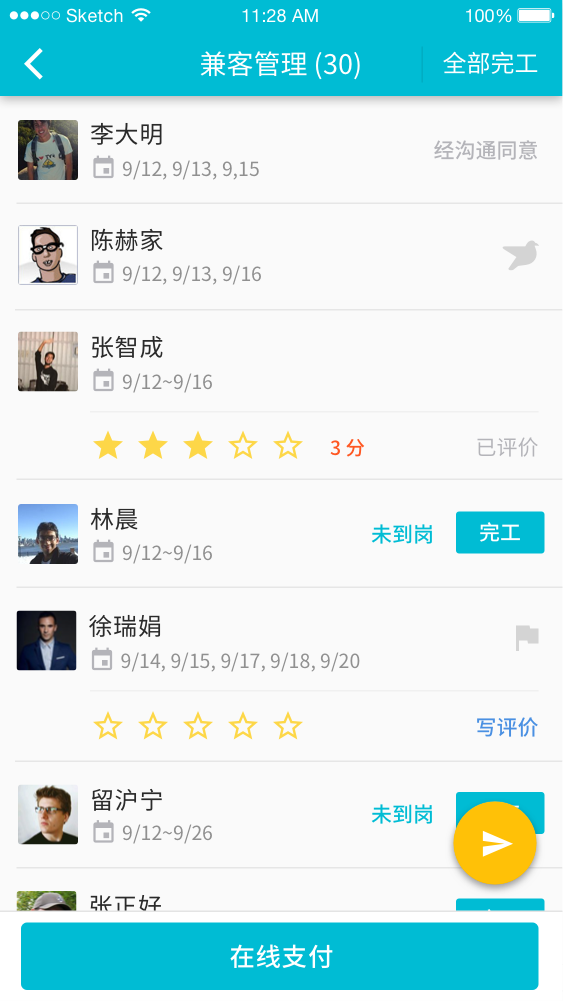 Sketch 11:28 AM 100%
兼客管理 (30) 全部完工
李大明
9/12, 9/13, 9,15
经沟通同意
陈赫家
9/12, 9/13, 9/16
张智成
9/12~9/16
3 分 已评价
林晨
9/12~9/16
未到岗 完工
徐瑞娟
9/14, 9/15, 9/17, 9/18, 9/20
写评价
留沪宁
9/12~9/26
未到岗
张正好
在线支付